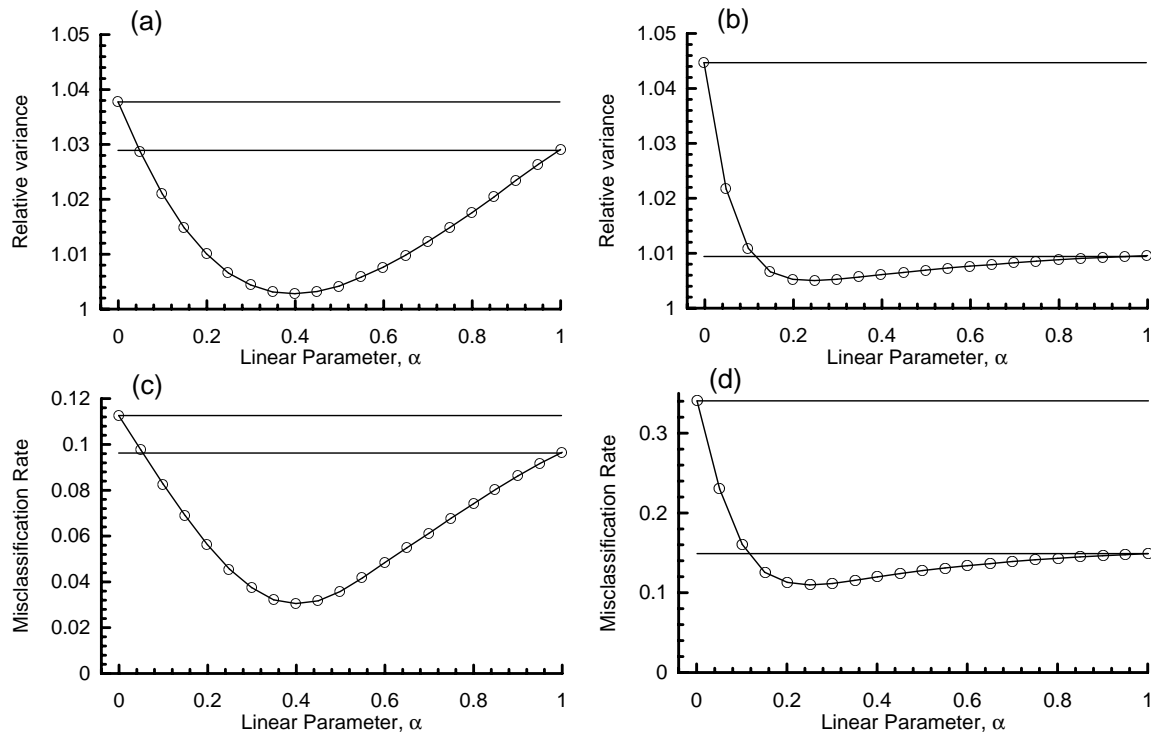 (a)
1.05
1.04
1.03
1.02
1.01
1
Relative variance
0 0.2 0.4 0.6 0.8 1
Linear Parameter, α
(b)
1.05
1.04
1.03
1.02
1.01
1
Relative variance
0 0.2 0.4 0.6 0.8 1
Linear Parameter, α
(c)
0.12
0.1
0.08
0.06
0.04
0.02
0
Misclassification Rate
0 0.2 0.4 0.6 0.8 1
Linear Parameter, α
(d)
0.3
0.2
0.1
0
Misclassification Rate
0 0.2 0.4 0.6 0.8 1
Linear Parameter, α